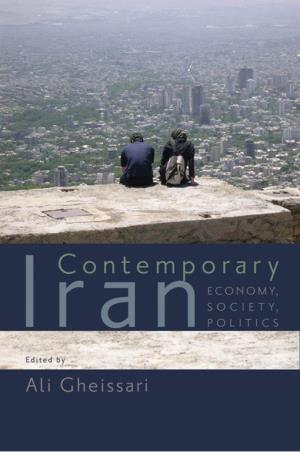 Contemporary
Iran
ECONOMY,
SOCIETY,
POLITICS
Edited by
Ali Gheissari